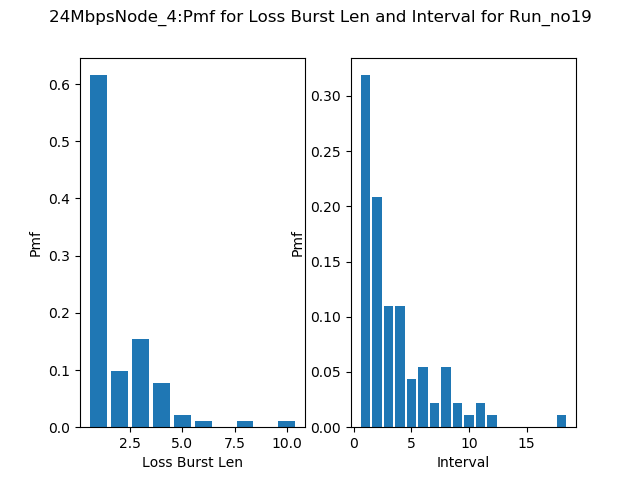 24MbpsNode_4:Pmf for Loss Burst Len and Interval for Run_no19
Pmf
0.6
0.5
0.4
0.3
0.2
0.1
0.0
2.5 5.0 7.5 10.0
Loss Burst Len
Pmf
0.30
0.25
0.20
0.15
0.10
0.05
0.00
0 5 10 15
Interval